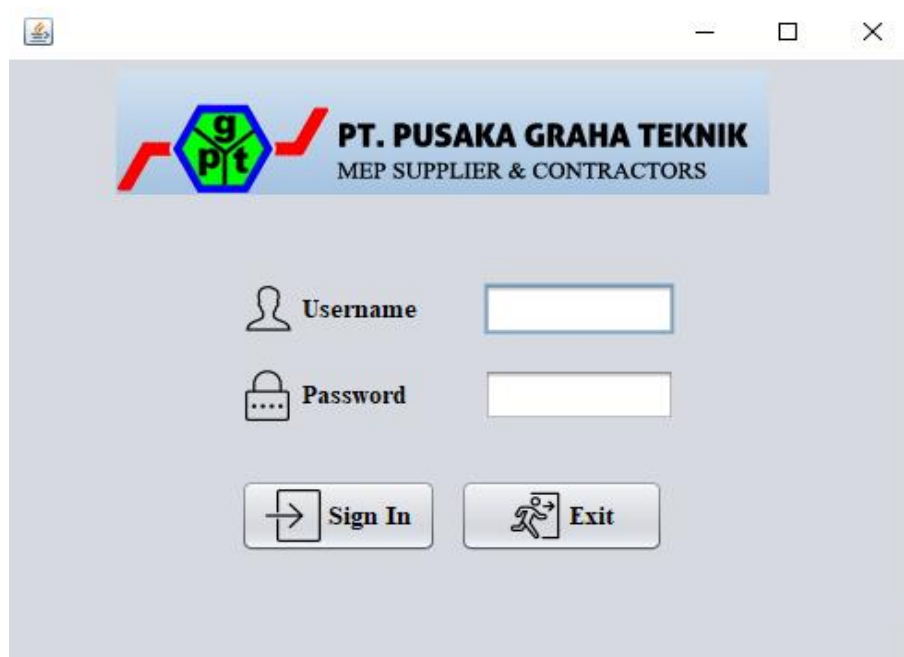 g
p t
PT. PUSAKA GRAHA TEKNIK
MEP SUPPLIER & CONTRACTORS
Username
Password
Sign In
Exit